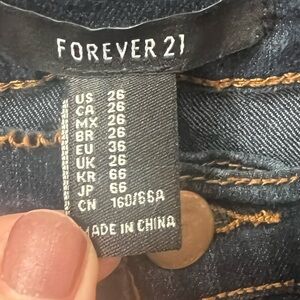 FOREVER 21
US 26
CA 26
MX 26
BR 26
EU 36
UK 26
KR 66
JP 66
CN 160/66A
MADE IN CHINA